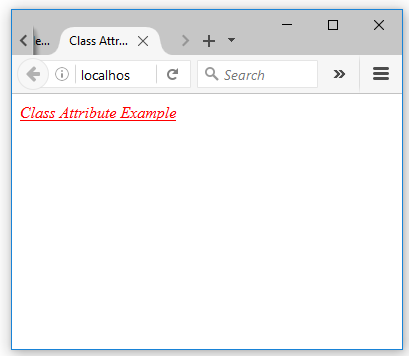 e... Class Attr...
localhos Search
Class Attribute Example